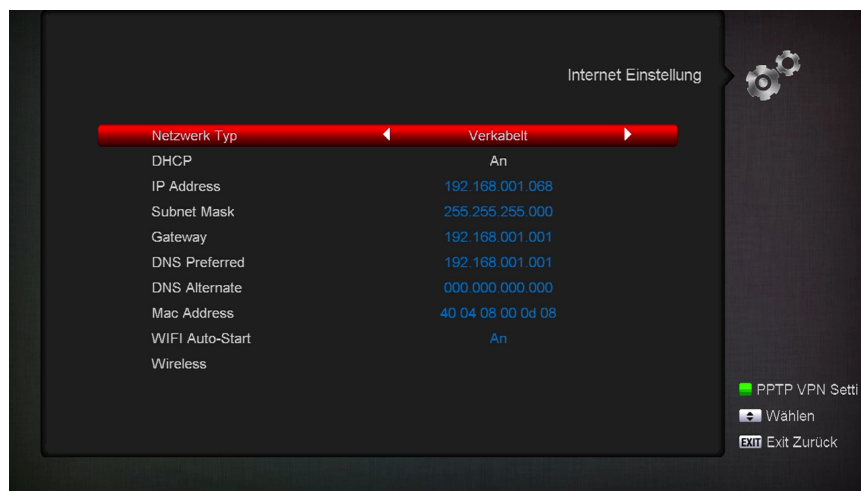 Internet Einstellung
Netzwerk Typ Verkabelt
DHCP An
IP Address 192.168.001.068
Subnet Mask 255.255.255.000
Gateway 192.168.001.001
DNS Preferred 192.168.001.001
DNS Alternate 000.000.000.000
Mac Address 40 04 08 00 0d 08
WIFI Auto-Start An
Wireless
PPTP VPN Setti
Wählen
EXIT Exit Zurück